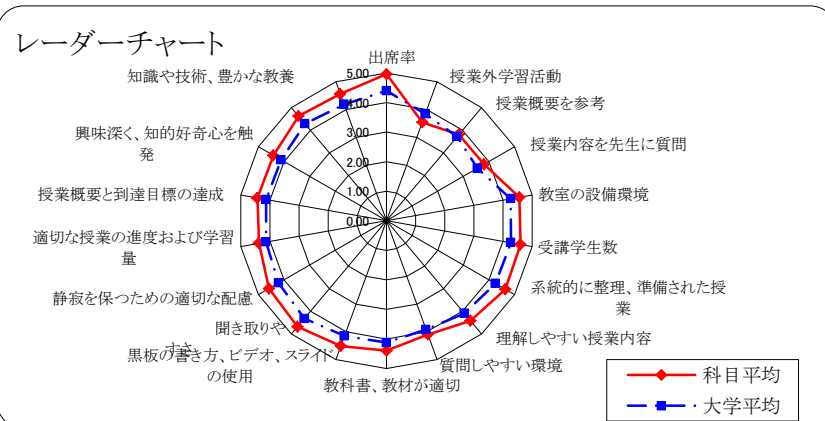 レーダーチャート
出席率
授業外学習活動
授業概要を参考
授業内容を先生に質問
教室の設備環境
受講学生数
系統的に整理、準備された授
業
理解しやすい授業内容
質問しやすい環境
教科書、教材が適切
黒板の書き方、ビデオ、スライド
の使用
聞き取りや
すさ
静寂を保つための適切な配慮
適切な授業の進度および学習
量
授業概要と到達目標の達成
興味深く、知的好奇心を触
発
知識や技術、豊かな教養
5.00
4.00
3.00
2.00
1.00
0.00
科目平均
大学平均